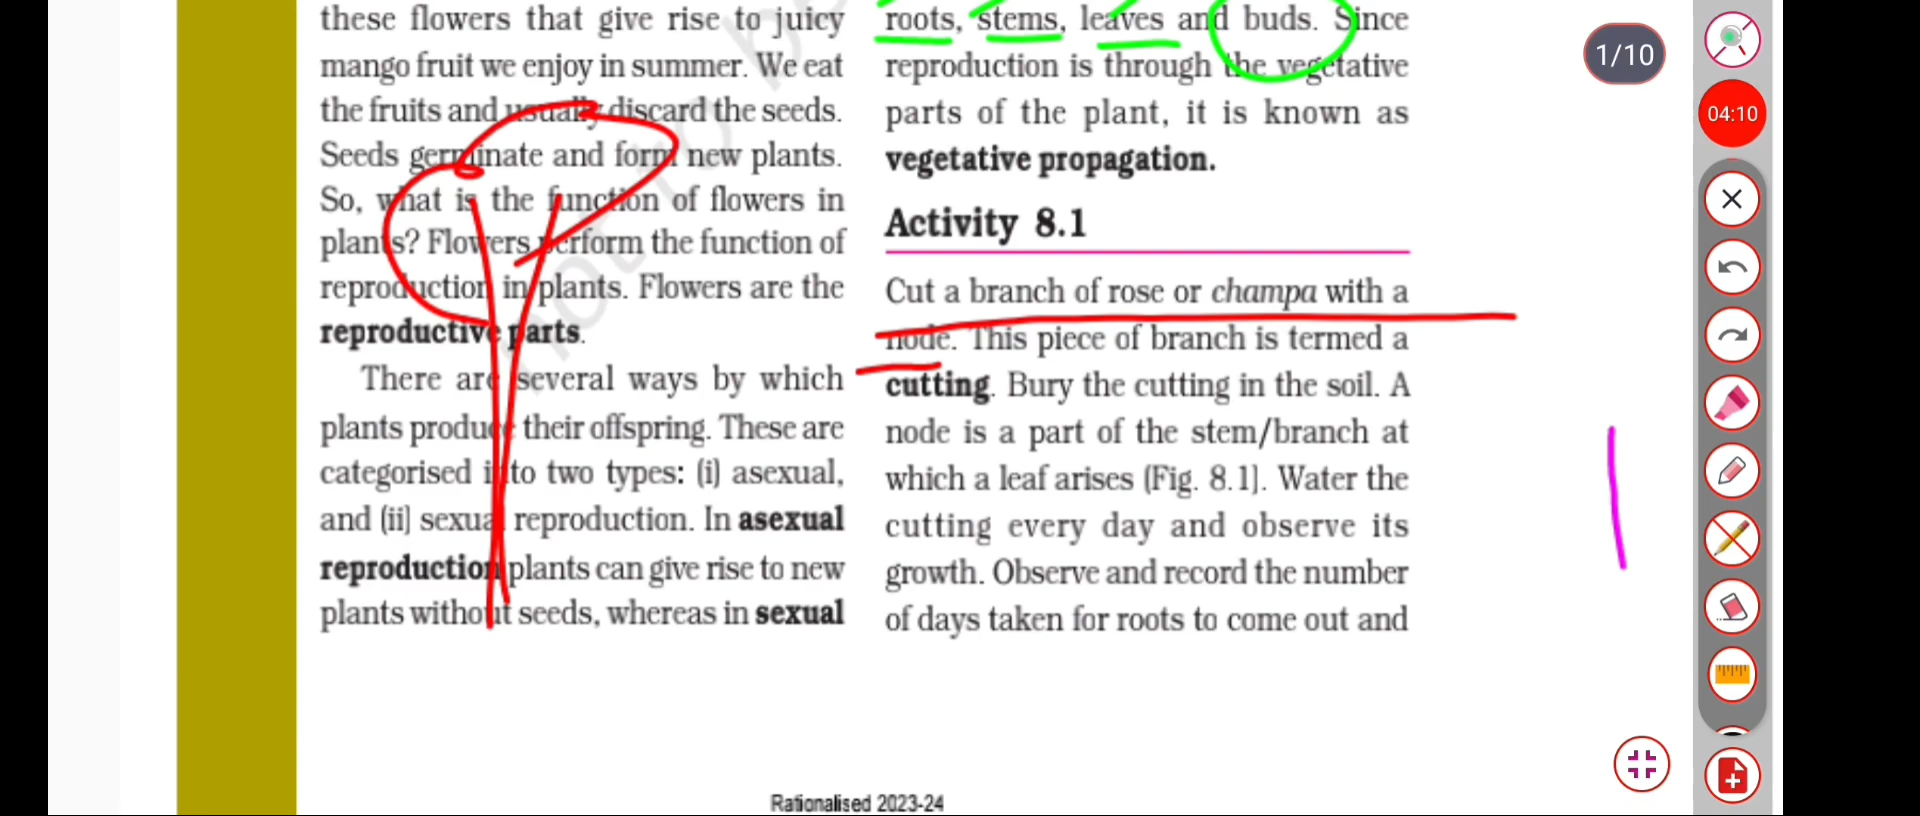 these flowers that give rise to juicy
mango fruit we enjoy in summer. We eat
the fruits and usually discard the seeds.
Seeds germinate and form new plants.
So, what is the function of flowers in
plants? Flowers perform the function of
reproduction in plants. Flowers are the
reproductive parts.
There are several ways by which
plants produce their offspring. These are
categorised into two types: (i) asexual,
and (ii) sexual reproduction. In asexual
reproduction plants can give rise to new
plants without seeds, whereas in sexual
roots, stems, leaves and buds. Since
reproduction is through the vegetative
parts of the plant, it is known as
vegetative propagation.
Activity 8.1
Cut a branch of rose or champa with a
node. This piece of branch is termed a
cutting. Bury the cutting in the soil. A
node is a part of the stem/branch at
which a leaf arises (Fig. 8.1]. Water the
cutting every day and observe its
growth. Observe and record the number
of days taken for roots to come out and
Rationalised 2023-24
not to be
1/10
04:10